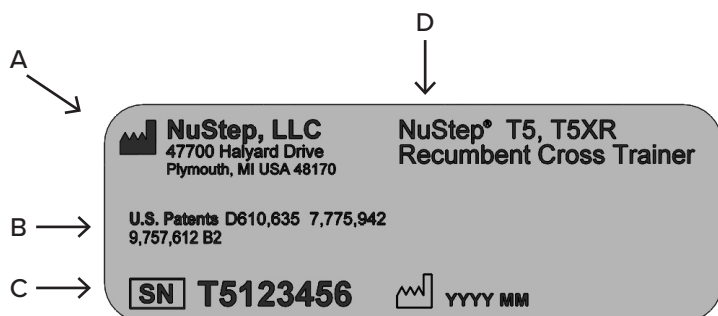 D
A
NuStep, LLC
47700 Halyard Drive
Plymouth, MI USA 48170
NuStep® T5, T5XR
Recumbent Cross Trainer
B
U.S. Patents D610,635 7,775,942
9,757,612 B2
C
SN T5123456
YYYY MM